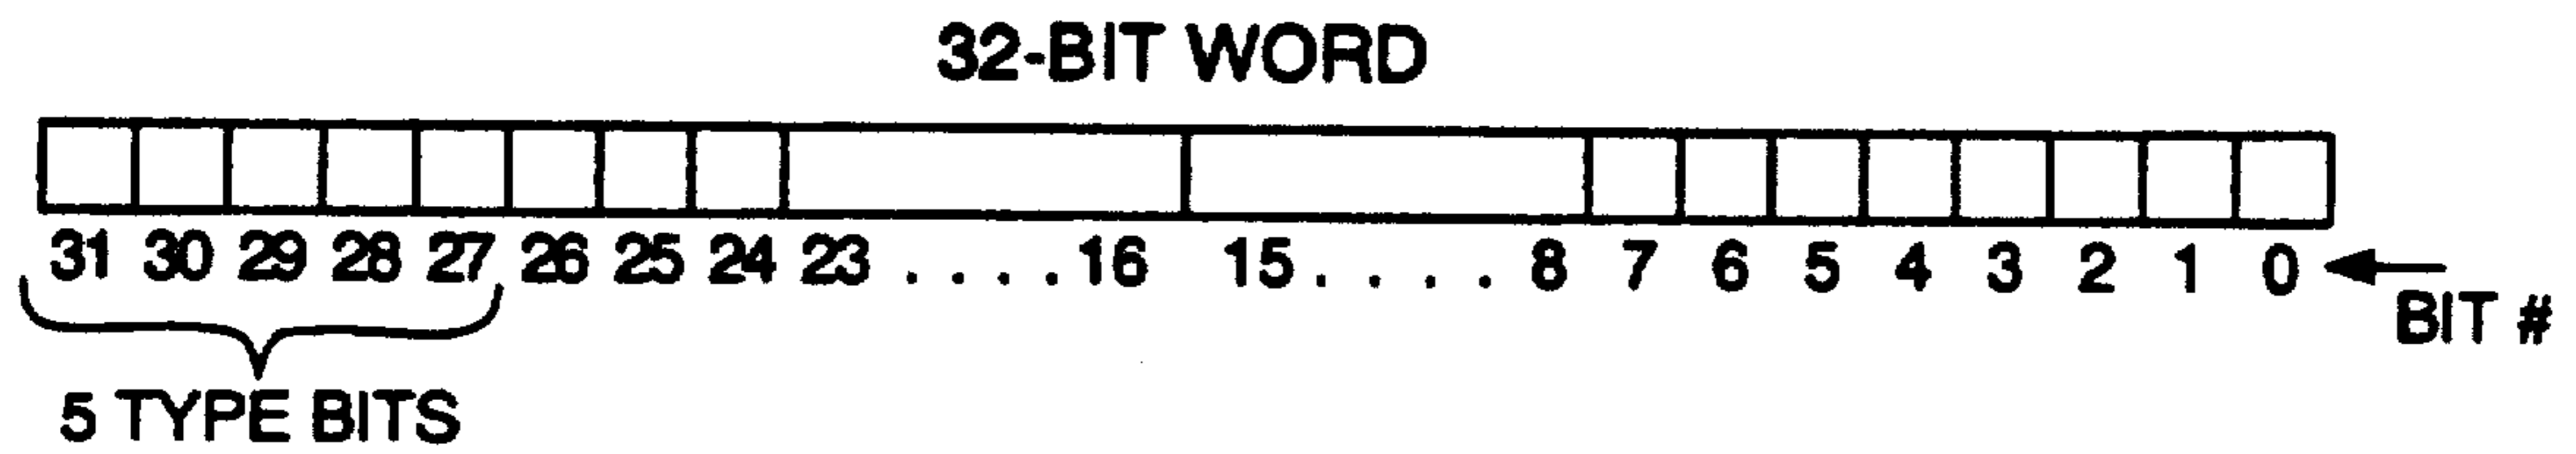 32-BIT WORD
31 30 29 28 27 26 25 24 23 . . . . 16 15 . . . . 8 7 6 5 4 3 2 1 0
BIT #
5 TYPE BITS